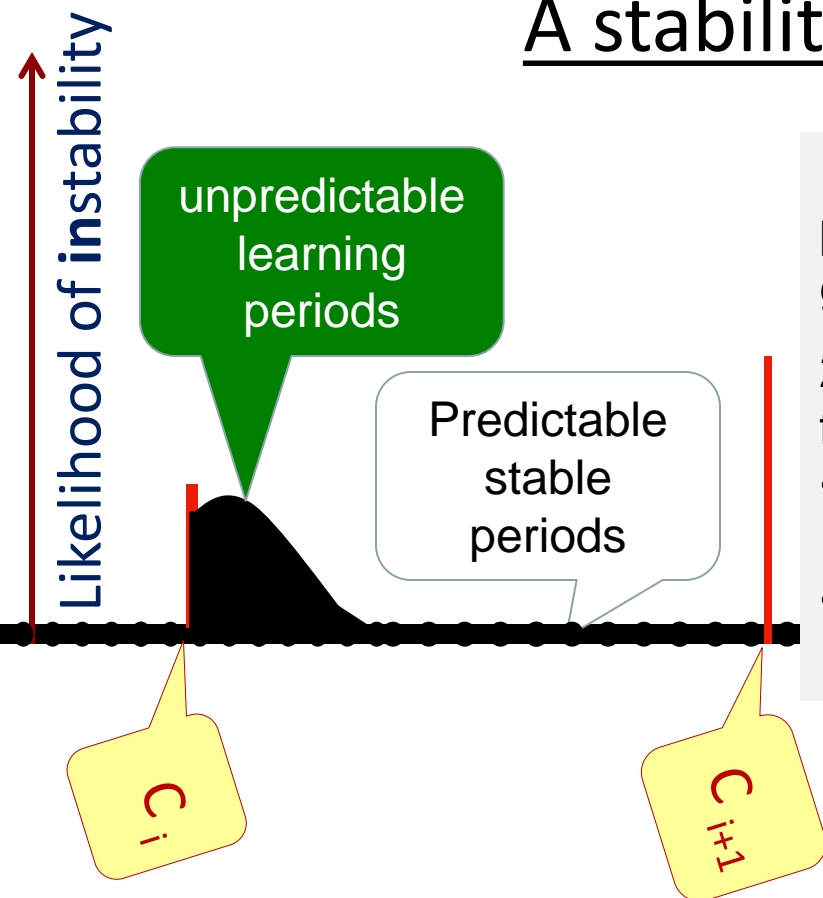 A stabilit
Likelihood of instability
unpredictable
learning
periods
Predictable
stable
periods
C i
C i+1